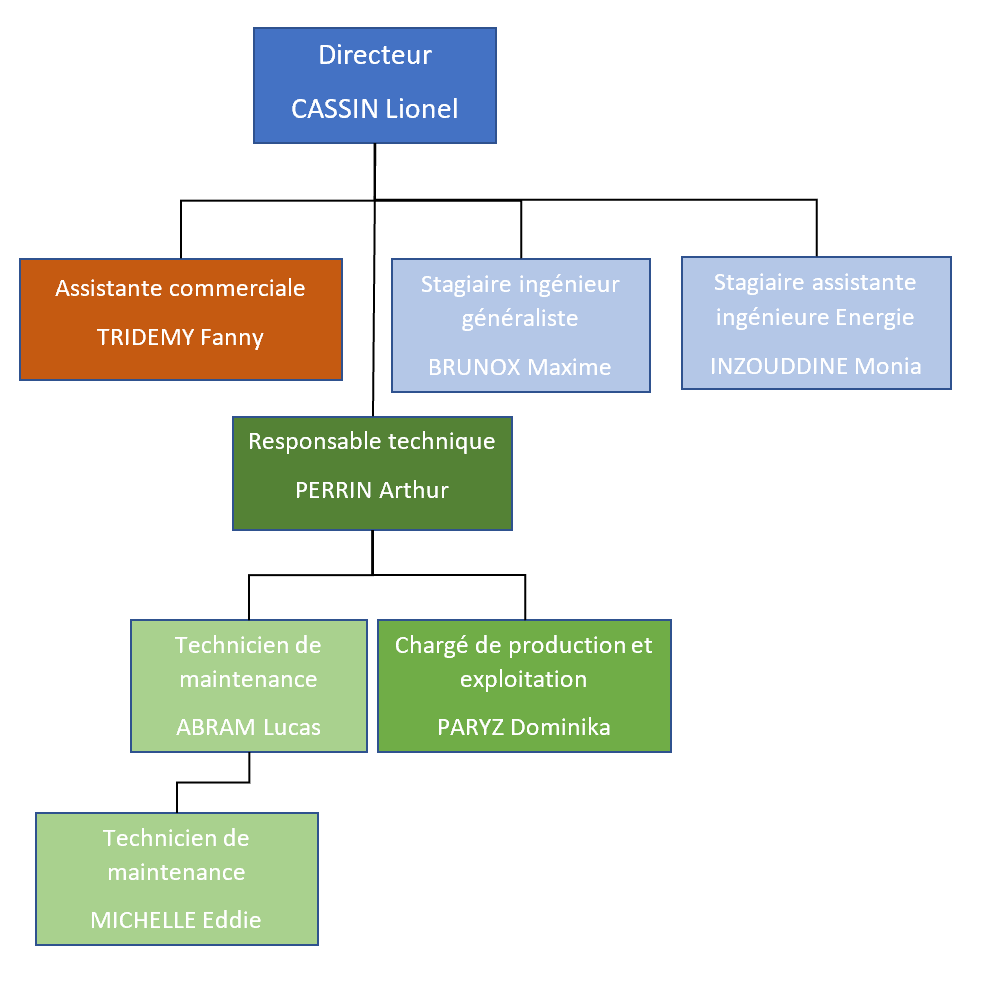 Directeur
CASSIN Lionel
Assistante commerciale
TRIDEMY Fanny
Stagiaire ingénieur
généraliste
BRUNOX Maxime
Stagiaire assistante
ingénieure Energie
INZOUDDINE Monia
Responsable technique
PERRIN Arthur
Technicien de
maintenance
ABRAM Lucas
Chargé de production et
exploitation
PARYZ Dominika
Technicien de
maintenance
MICHELLE Eddie